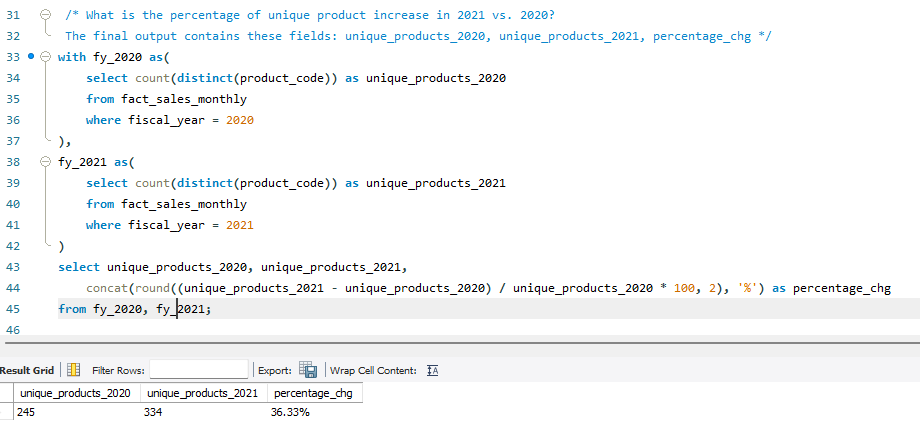 31 /* What is the percentage of unique product increase in 2021 vs. 2020?
32 The final output contains these fields: unique_products_2020, unique_products_2021, percentage_chg */
33 with fy_2020 as(
34 select count(distinct(product_code)) as unique_products_2020
35 from fact_sales_monthly
36 where fiscal_year = 2020
37 ),
38 fy_2021 as(
39 select count(distinct(product_code)) as unique_products_2021
40 from fact_sales_monthly
41 where fiscal_year = 2021
42 )
43 select unique_products_2020, unique_products_2021,
44 concat(round((unique_products_2021 - unique_products_2020) / unique_products_2020 * 100, 2), '%') as percentage_chg
45 from fy_2020, fy_2021;
46
Result Grid Filter Rows: Export: Wrap Cell Content: IA
unique_products_2020 unique_products_2021 percentage_chg
245 334 36.33%